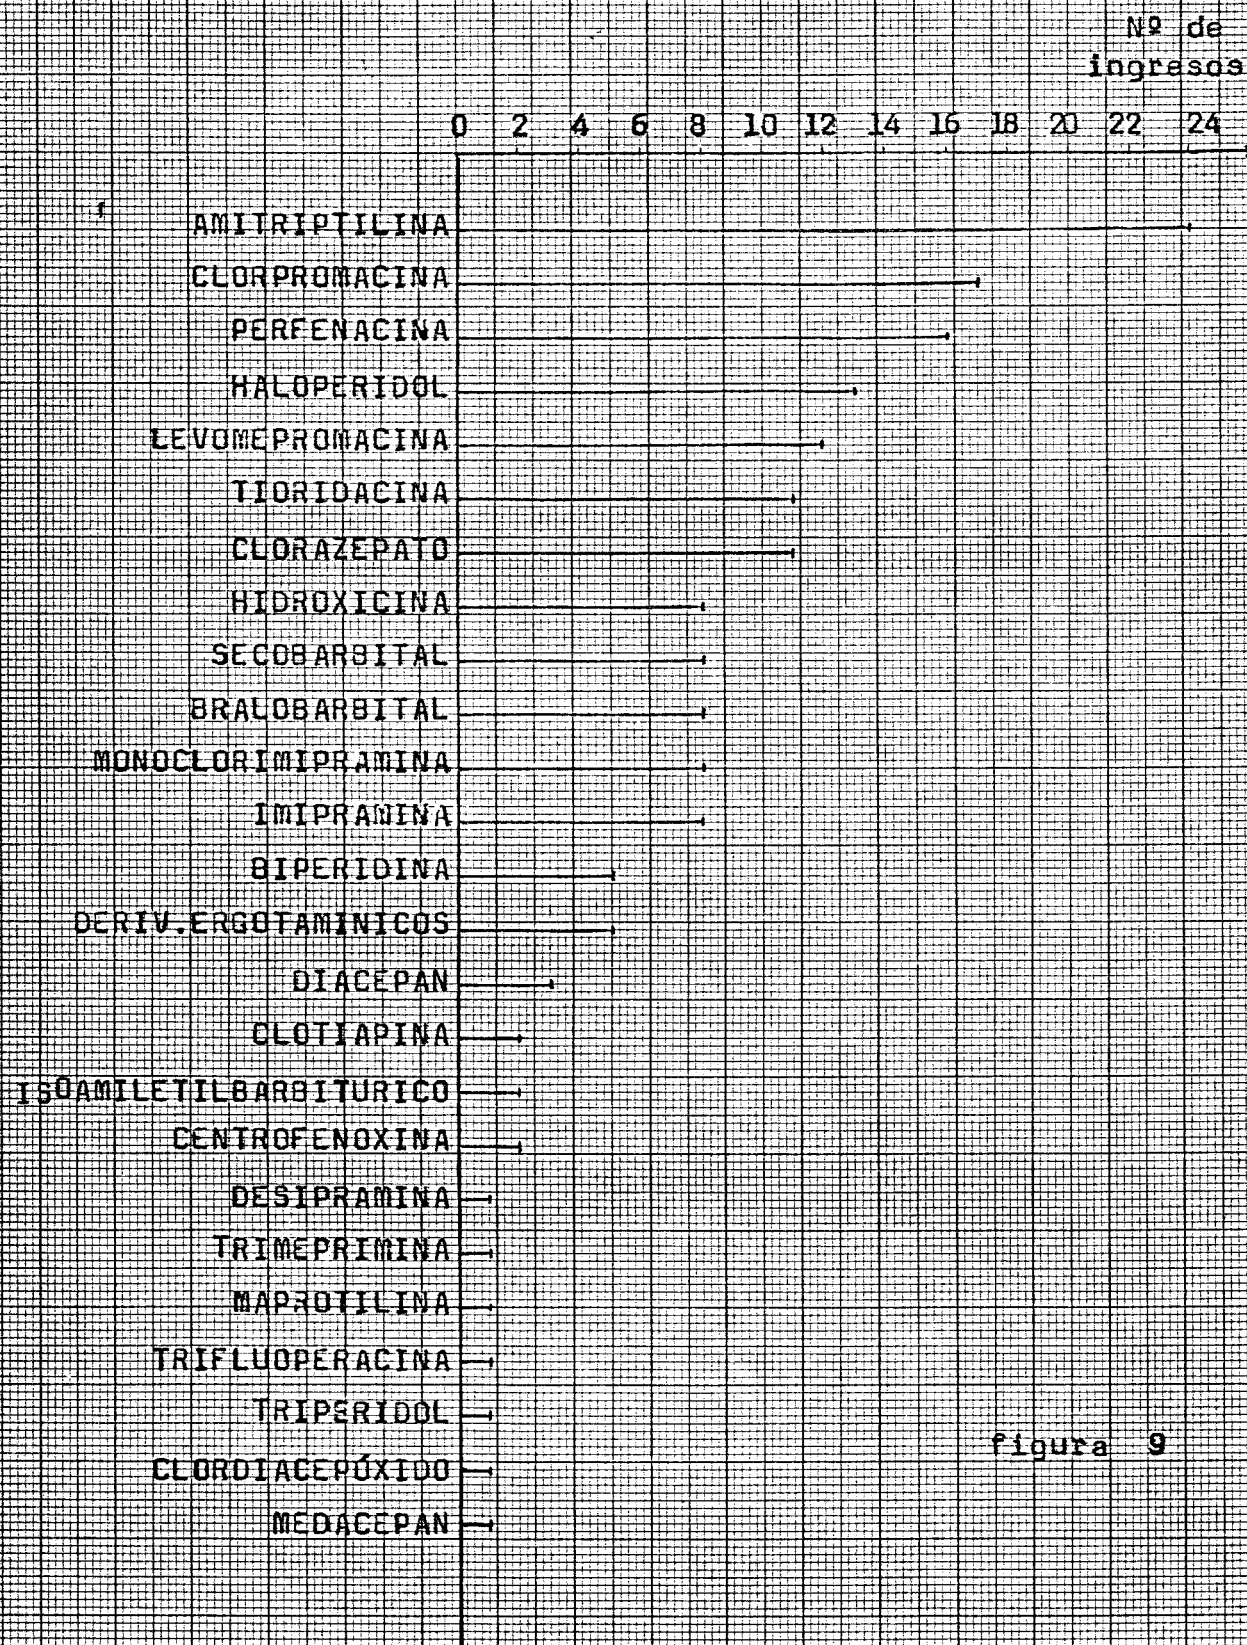 Nº de
ingresos
0 2 4 6 8 10 12 14 16 18 20 22 24
AMITRIPTILINA
CLORPROMACINA
PERFENACINA
HALOPERIDOL
LEVOMEPROMACINA
TIORIDACINA
CLORAZEPATO
HIDROXICINA
SECOBARBITAL
BRALOBARBITAL
MONOCLORIMIPRAMINA
IMIPRAMINA
BIPERIDINA
DERIV.ERGOTAMINICOS
DIACEPAN
CLOTIAPINA
ISOAMILETILBARBITURICO
CENTROFENOXINA
DESIPRAMINA
TRIMEPRIMINA
MAPROTILINA
TRIFLUOPERACINA
TRIPERIDOL
figura 9
CLORDIACEPÓXIDO
MEDACEPAN